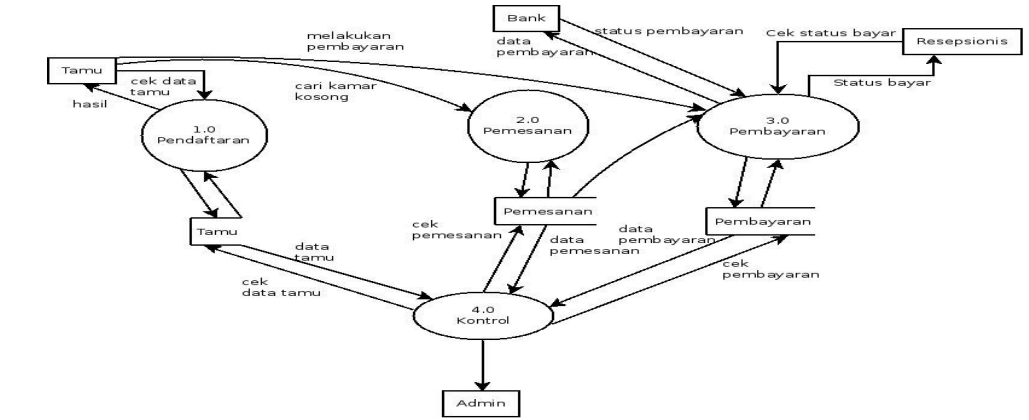 Bank
melakukan
pembayaran
status pembayaran
data
pembayaran
Cek status bayar
Resepsionis
Tamu
cek data
tamu
hasil
cari kamar
kosong
Status bayar
1.0
Pendaftaran
2.0
Pemesanan
3.0
Pembayaran
Tamu
Pemesanan
Pembayaran
cek
pemesanan
data
pemesanan
data
pembayaran
data
tamu
cek
pembayaran
cek
data tamu
4.0
Kontrol
Admin